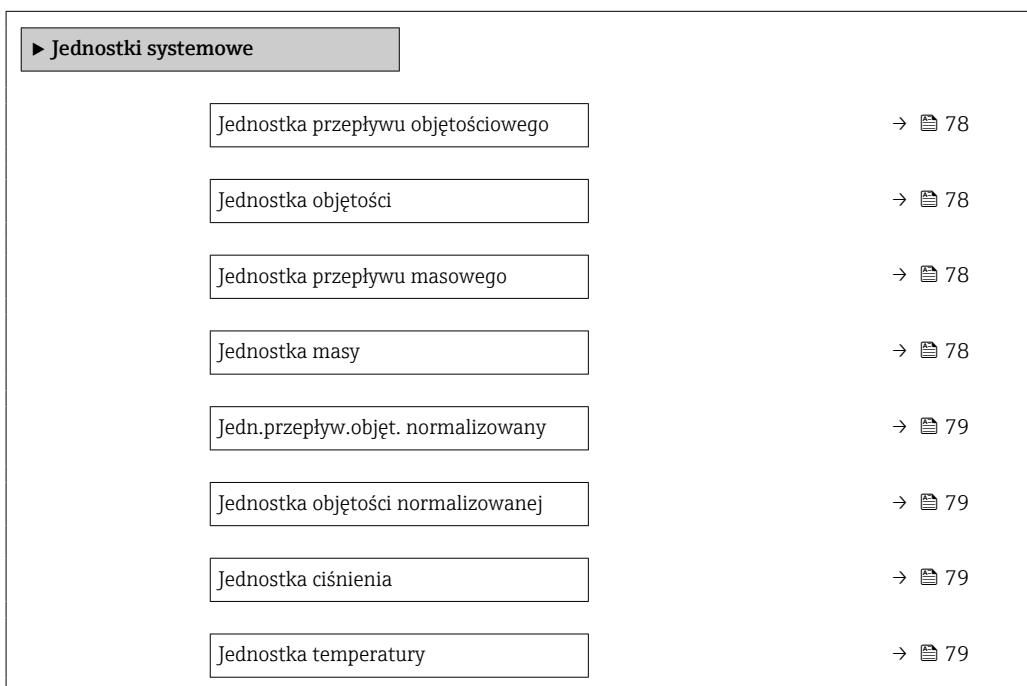 ▶ Jednostki systemowe
Jednostka przepływu objętościowego → 78
Jednostka objętości → 78
Jednostka przepływu masowego → 78
Jednostka masy → 78
Jedn.przepływ.objęt. normalizowany → 79
Jednostka objętości normalizowanej → 79
Jednostka ciśnienia → 79
Jednostka temperatury → 79